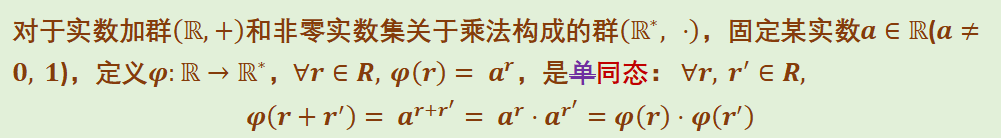 对于实数加群(ℝ, +)和非零实数集关于乘法构成的群(ℝ*, ·)，固定某实数a ∈ ℝ(a ≠
0, 1)，定义φ: ℝ → ℝ*，∀r ∈ R, φ(r) = a^r，是单同态： ∀r, r′ ∈ R,
φ(r + r′) = a^{r+r′} = a^r · a^{r′} = φ(r) · φ(r′)